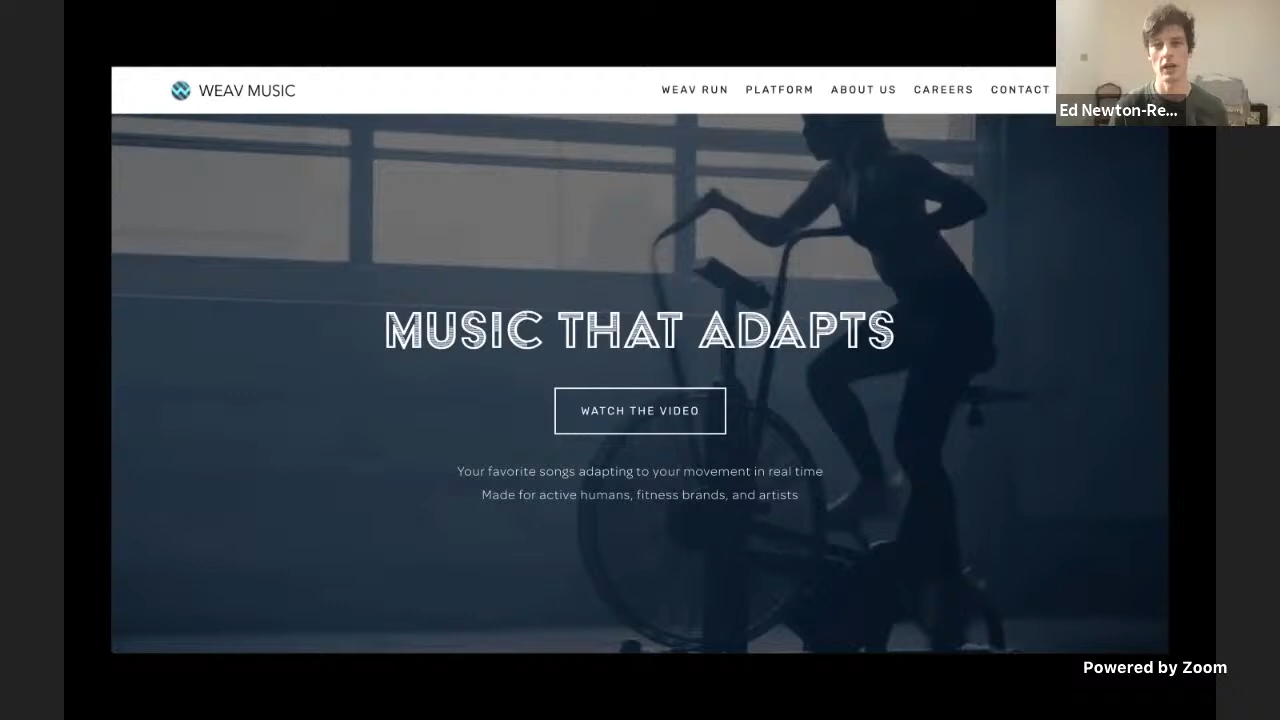 WEAV MUSIC
WEAV RUN PLATFORM ABOUT US CAREERS CONTACT
Ed Newton-Re...
MUSIC THAT ADAPTS
WATCH THE VIDEO
Your favorite songs adapting to your movement in real time
Made for active humans, fitness brands, and artists
Powered by Zoom